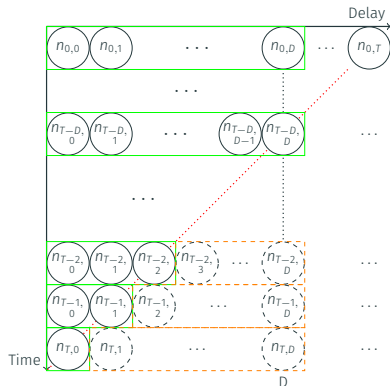 Delay
n0,0 n0,1 ... n0,D ... n0,T
...
nT−D,0 nT−D,1 ... nT−D,D−1 nT−D,D ...
...
nT−2,0 nT−2,1 nT−2,2 nT−2,3 ... nT−2,D ...
nT−1,0 nT−1,1 nT−1,2 ... nT−1,D ...
nT,0 nT,1 ... nT,D ...
Time
D